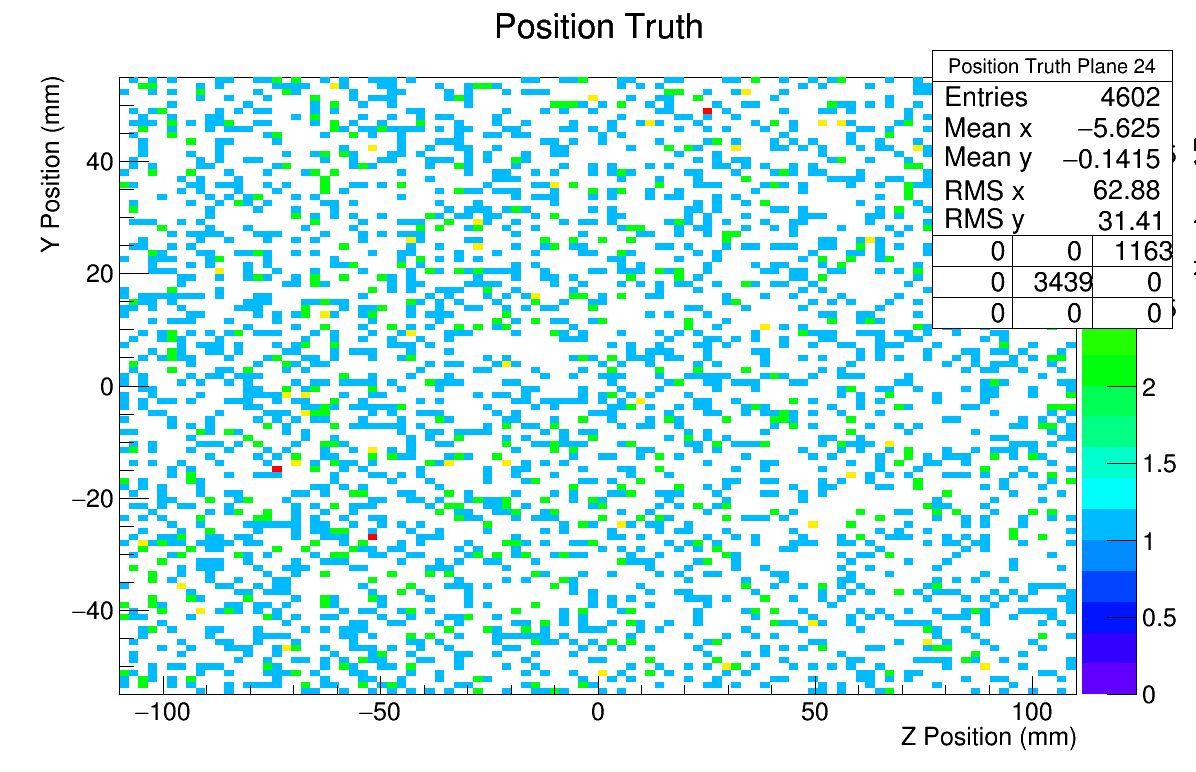 Position Truth
Y Position (mm)
40
20
0
−20
−40
−100
−50
0
50
100
Z Position (mm)
Position Truth Plane 24
Entries 4602
Mean x −5.625
Mean y −0.1415
RMS x 62.88
RMS y 31.41
0 0 1163
0 3439 0
0 0 0
2
1.5
1
0.5
0